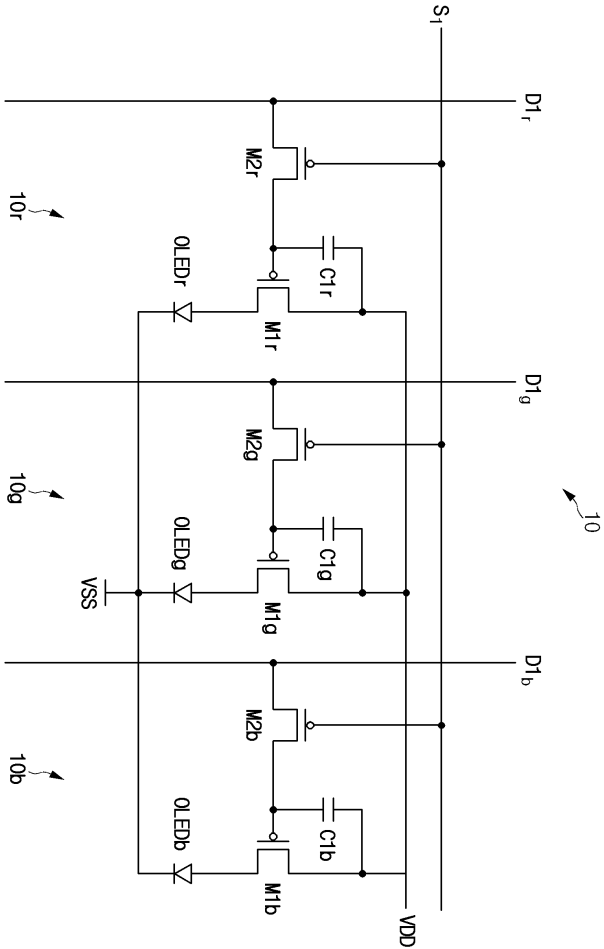 10
S1
D1r
D1g
D1b
VDD
M2r
C1r
M1r
OLEDr
10r
M2g
C1g
M1g
OLEDg
10g
M2b
C1b
M1b
OLEDb
10b
VSS